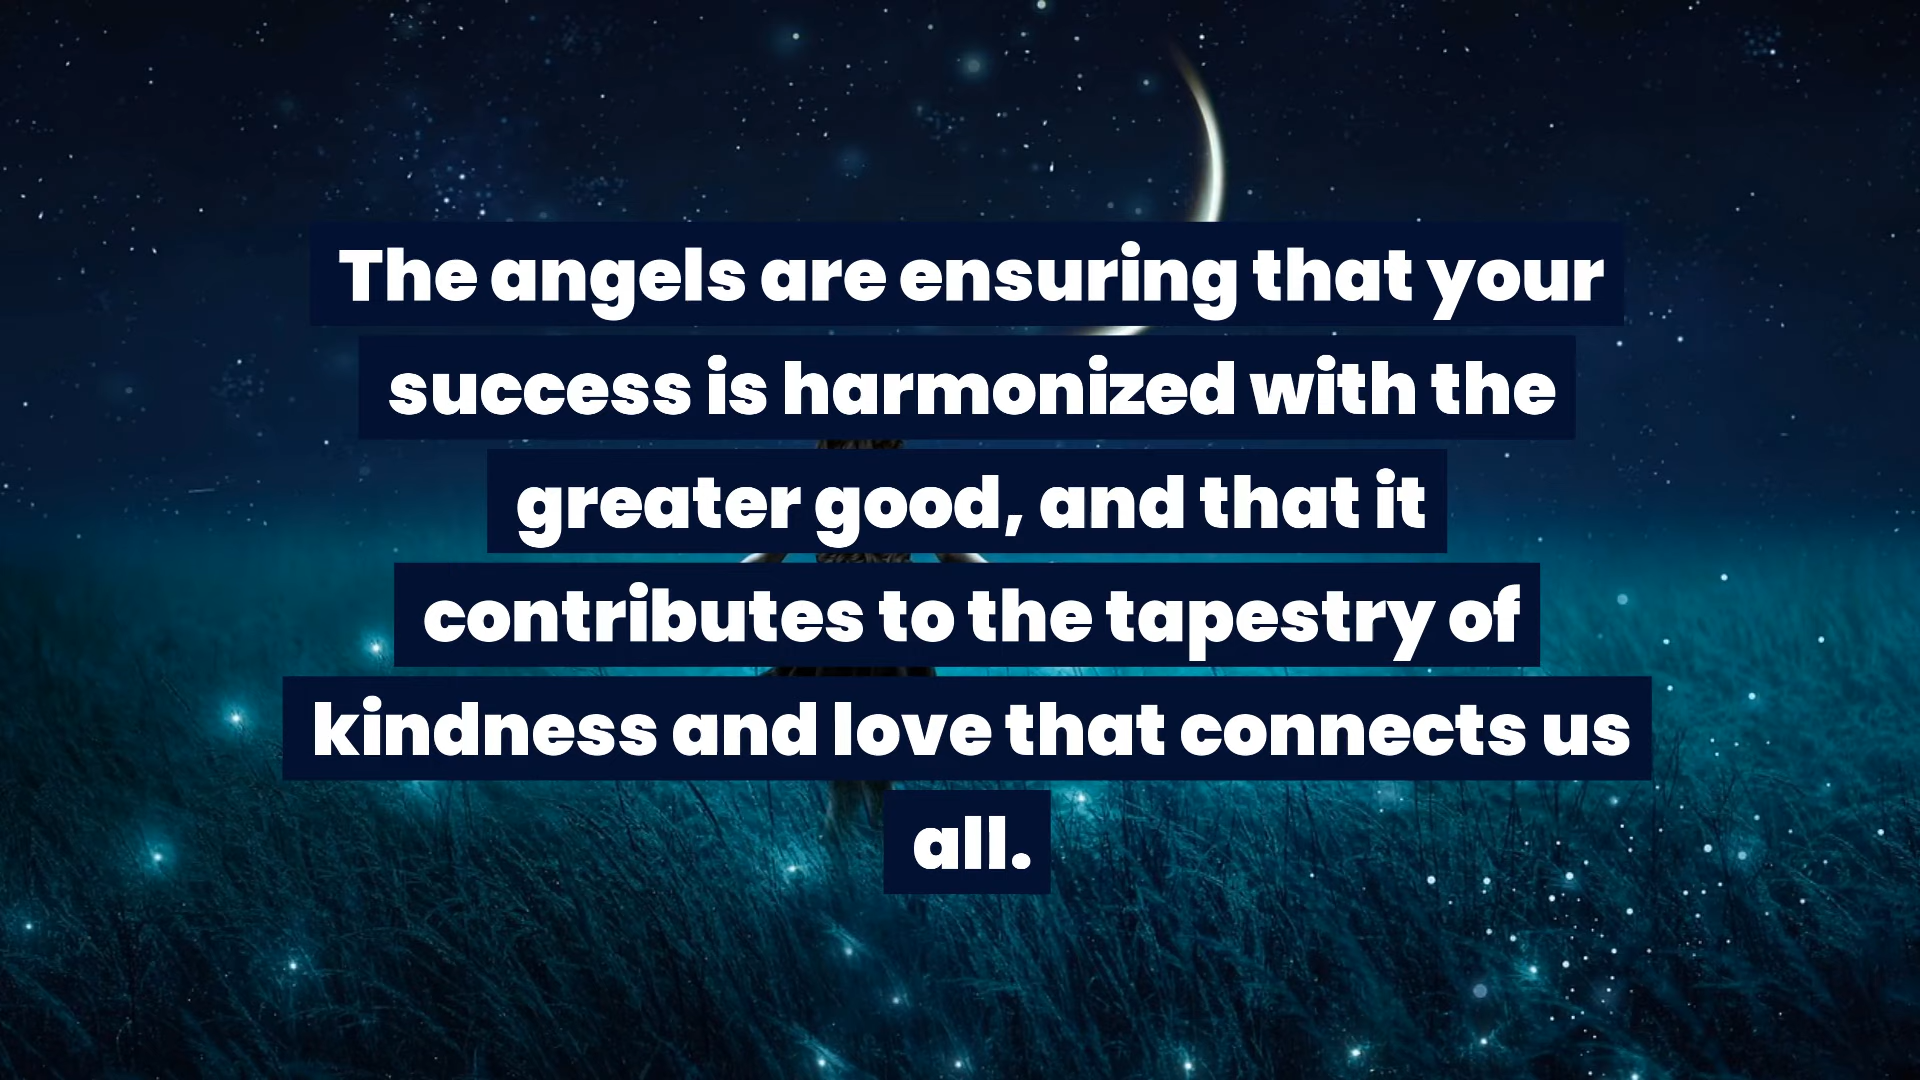 The angels are ensuring that your
success is harmonized with the
greater good, and that it
contributes to the tapestry of
kindness and love that connects us
all.